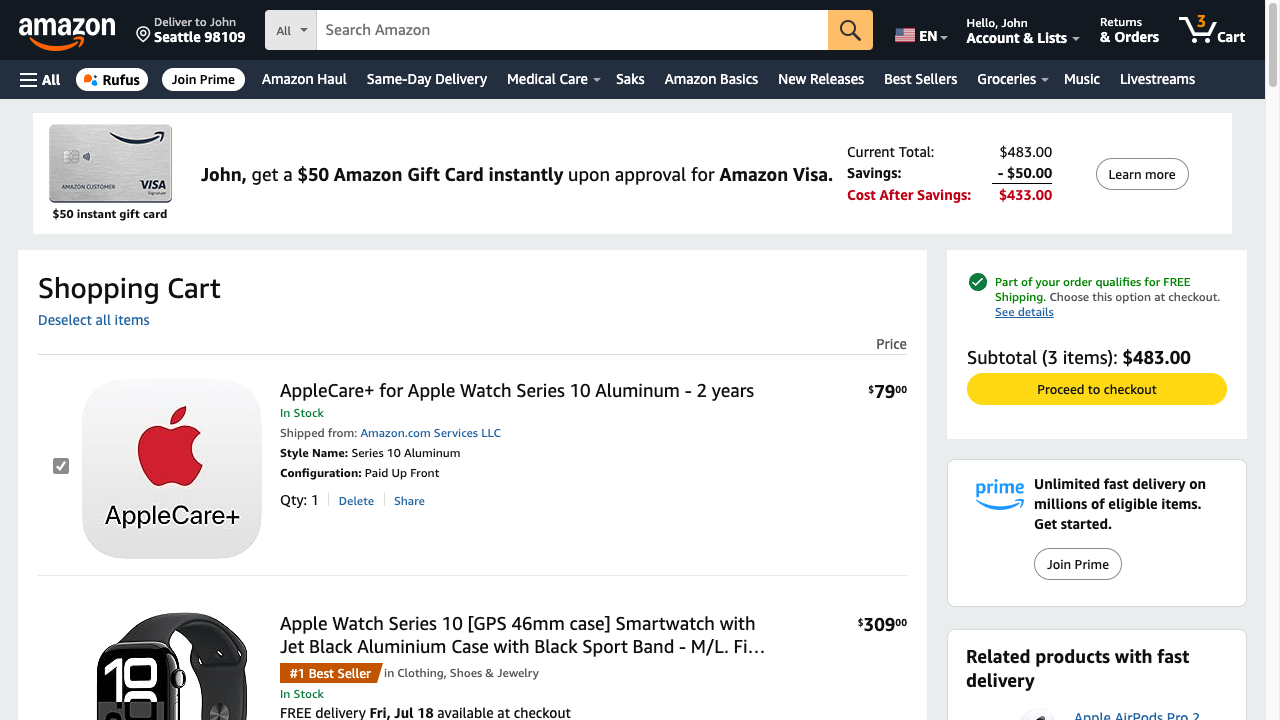 amazon
Deliver to John
Seattle 98109
All
Search Amazon
EN
Hello, John
Account & Lists
Returns
& Orders
3
Cart
All
Rufus
Join Prime
Amazon Haul
Same-Day Delivery
Medical Care
Saks
Amazon Basics
New Releases
Best Sellers
Groceries
Music
Livestreams
AMAZON CUSTOMER
VISA
Signature
$50 instant gift card
John, get a $50 Amazon Gift Card instantly upon approval for Amazon Visa.
Current Total: $483.00
Savings: - $50.00
Cost After Savings: $433.00
Learn more
Shopping Cart
Deselect all items
Price
AppleCare+
AppleCare+ for Apple Watch Series 10 Aluminum - 2 years
$7900
In Stock
Shipped from: Amazon.com Services LLC
Style Name: Series 10 Aluminum
Configuration: Paid Up Front
Qty: 1
Delete
Share
10
Apple Watch Series 10 [GPS 46mm case] Smartwatch with
Jet Black Aluminium Case with Black Sport Band - M/L. Fi…
$30900
#1 Best Seller in Clothing, Shoes & Jewelry
In Stock
FREE delivery Fri, Jul 18 available at checkout
Part of your order qualifies for FREE
Shipping. Choose this option at checkout.
See details
Subtotal (3 items): $483.00
Proceed to checkout
prime
Unlimited fast delivery on
millions of eligible items.
Get started.
Join Prime
Related products with fast
delivery
Apple AirPods Pro 2